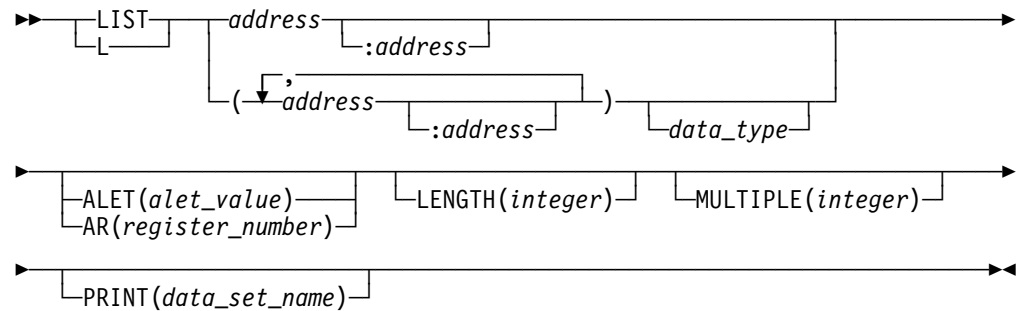 LIST address
L :address
,
( address )
:address data_type
ALET(alet_value) LENGTH(integer) MULTIPLE(integer)
AR(register_number)
PRINT(data_set_name)